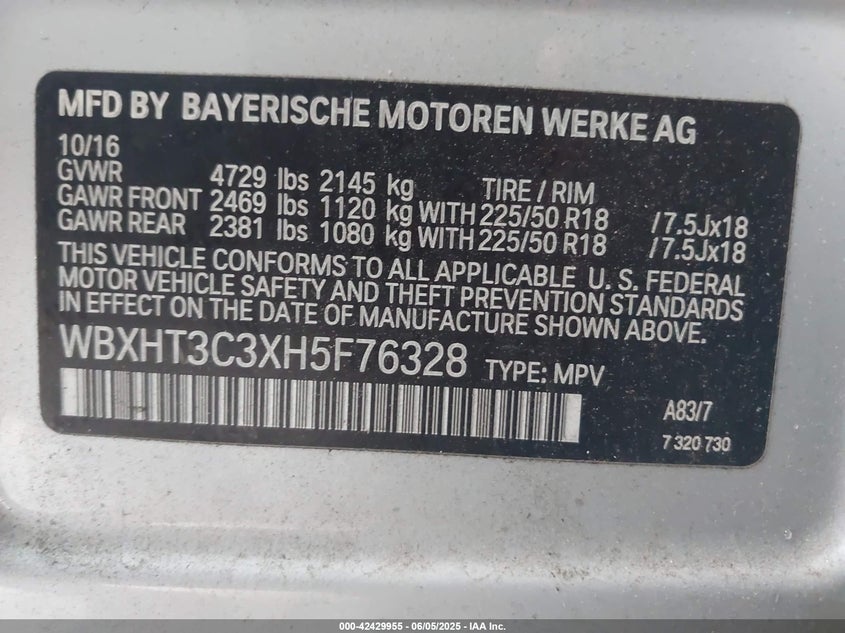 MFD BY BAYERISCHE MOTOREN WERKE AG
10/16
GVWR 4729 lbs 2145 kg TIRE / RIM
GAWR FRONT 2469 lbs 1120 kg WITH 225/50 R18 /7.5Jx18
GAWR REAR 2381 lbs 1080 kg WITH 225/50 R18 /7.5Jx18
THIS VEHICLE CONFORMS TO ALL APPLICABLE U. S. FEDERAL
MOTOR VEHICLE SAFETY AND THEFT PREVENTION STANDARDS
IN EFFECT ON THE DATE OF MANUFACTURE SHOWN ABOVE.
WBXHT3C3XH5F76328 TYPE: MPV
A83/7
7 320 730
000-42429955 | 06/05/2025 | IAA Inc.